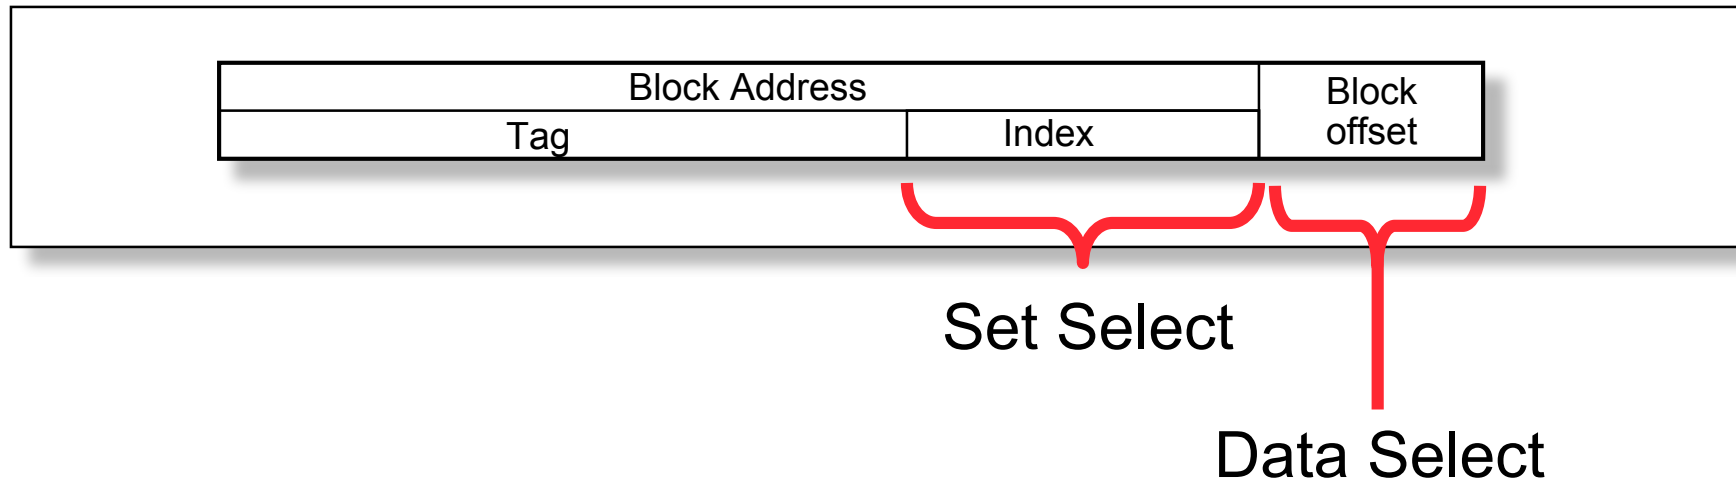 Block Address
Block
offset
Tag
Index
Set Select
Data Select